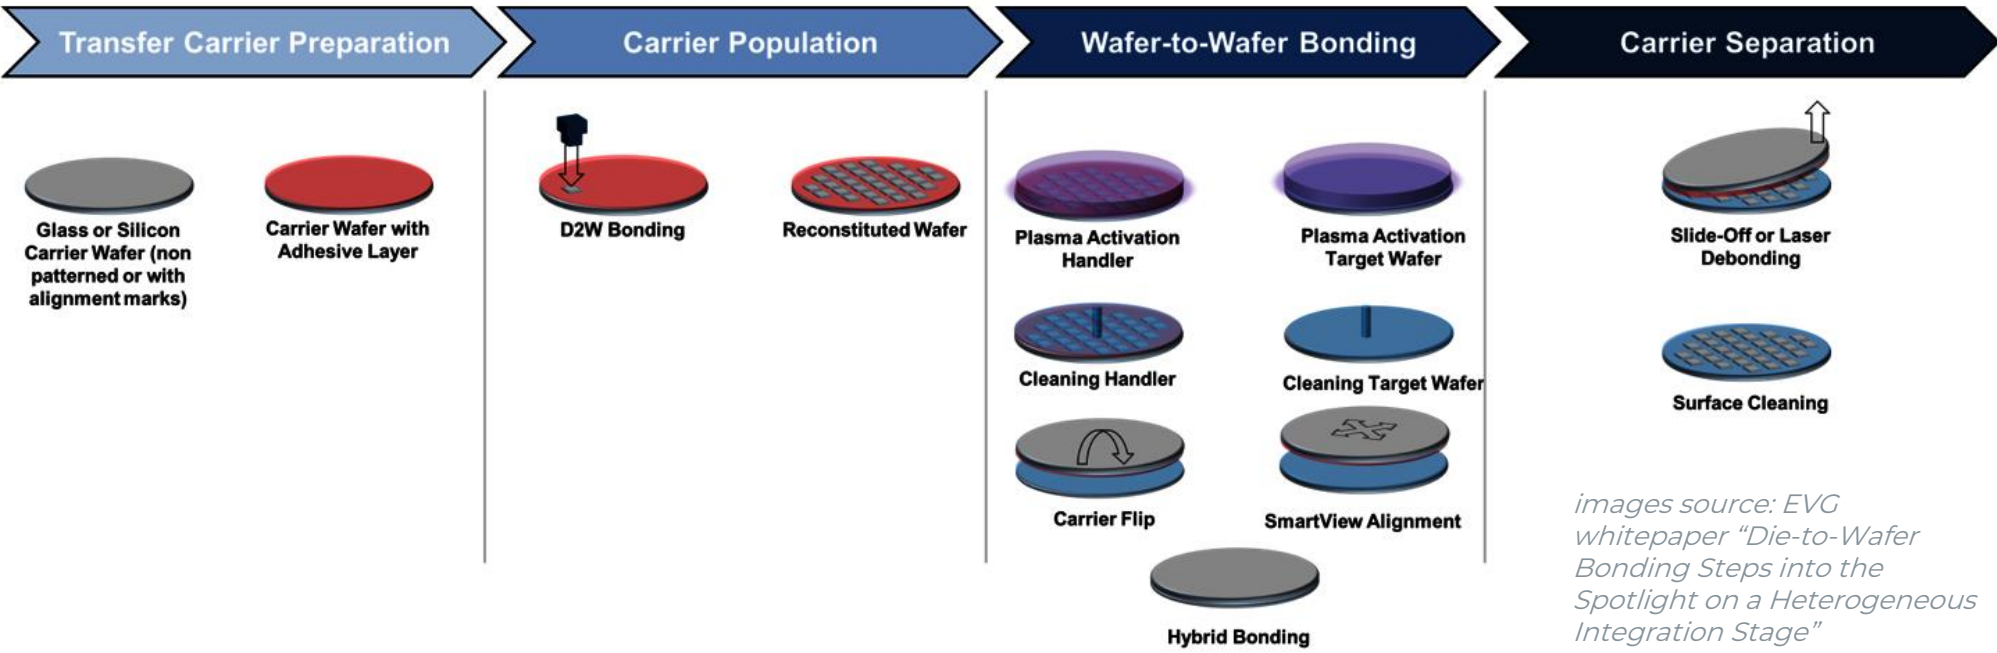 Transfer Carrier Preparation
Carrier Population
Wafer-to-Wafer Bonding
Carrier Separation
Glass or Silicon
Carrier Wafer (non
patterned or with
alignment marks)
Carrier Wafer with
Adhesive Layer
D2W Bonding
Reconstituted Wafer
Plasma Activation
Handler
Plasma Activation
Target Wafer
Cleaning Handler
Cleaning Target Wafer
Carrier Flip
SmartView Alignment
Hybrid Bonding
Slide-Off or Laser
Debonding
Surface Cleaning
images source: EVG
whitepaper “Die-to-Wafer
Bonding Steps into the
Spotlight on a Heterogeneous
Integration Stage”